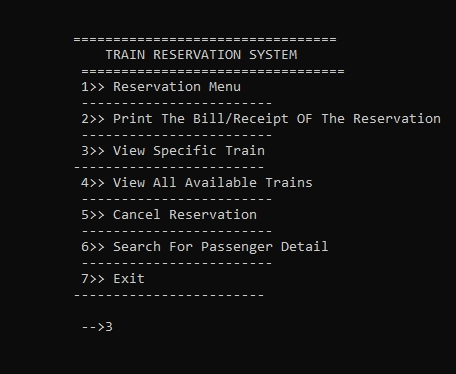 =================================
TRAIN RESERVATION SYSTEM
=================================
1>> Reservation Menu
------------------------
2>> Print The Bill/Receipt OF The Reservation
------------------------
3>> View Specific Train
------------------------
4>> View All Available Trains
------------------------
5>> Cancel Reservation
------------------------
6>> Search For Passenger Detail
------------------------
7>> Exit
------------------------
-->3